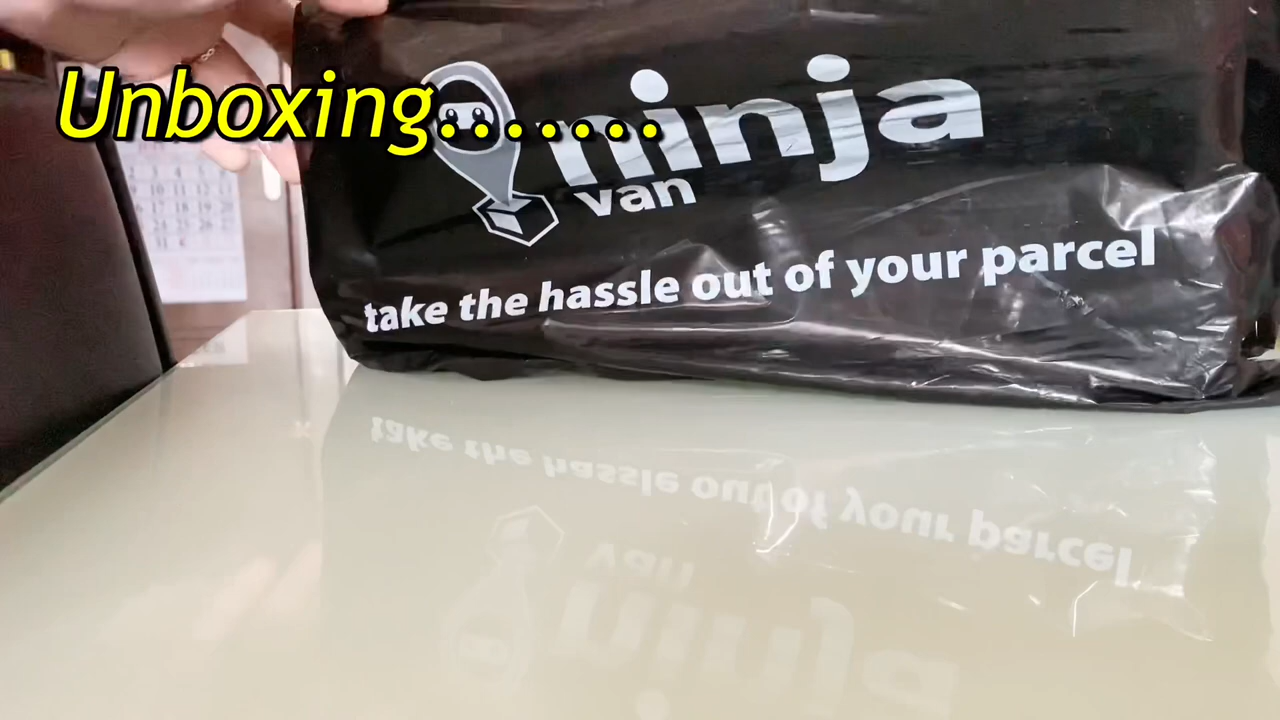 Unboxing.......
ninja
van
take the hassle out of your parcel